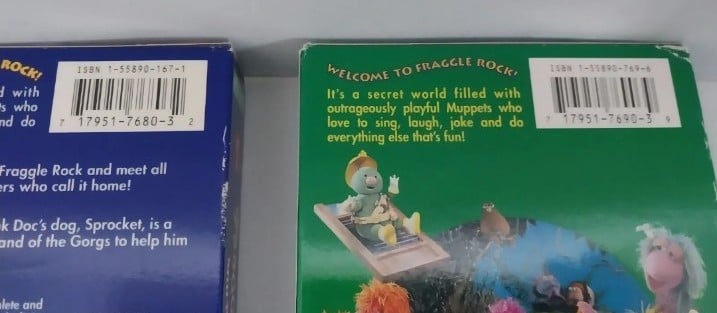 ROCK!
ISBN 1-55890-167-1
7 17951-7680-3 2
with
who
nd do
Fraggle Rock and meet all
ers who call it home!
k Doc's dog, Sprocket, is a
and of the Gorgs to help him
lete and
WELCOME TO FRAGGLE ROCK!
ISBN 1-55890-769-6
7 17951-7690-3 9
It's a secret world filled with
outrageously playful Muppets who
love to sing, laugh, joke and do
everything else that's fun!